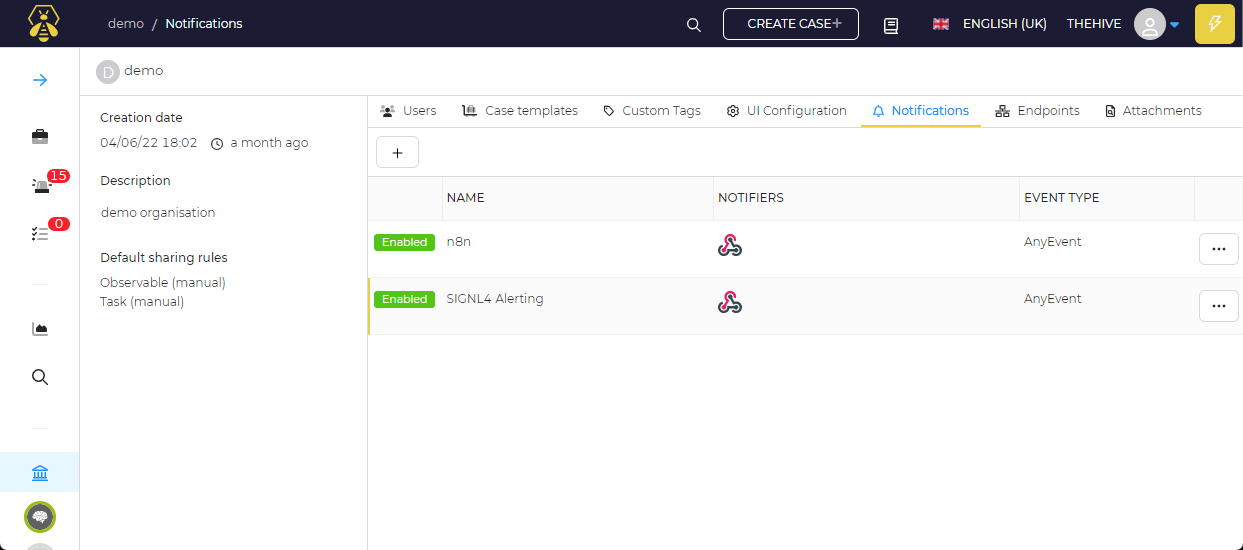 demo / Notifications
CREATE CASE+
ENGLISH (UK)
THEHIVE
15
0
D demo
Creation date
04/06/22 18:02 a month ago
Description
demo organisation
Default sharing rules
Observable (manual)
Task (manual)
Users Case templates Custom Tags UI Configuration Notifications Endpoints Attachments
+
NAME NOTIFIERS EVENT TYPE
Enabled n8n AnyEvent ...
Enabled SIGNL4 Alerting AnyEvent ...